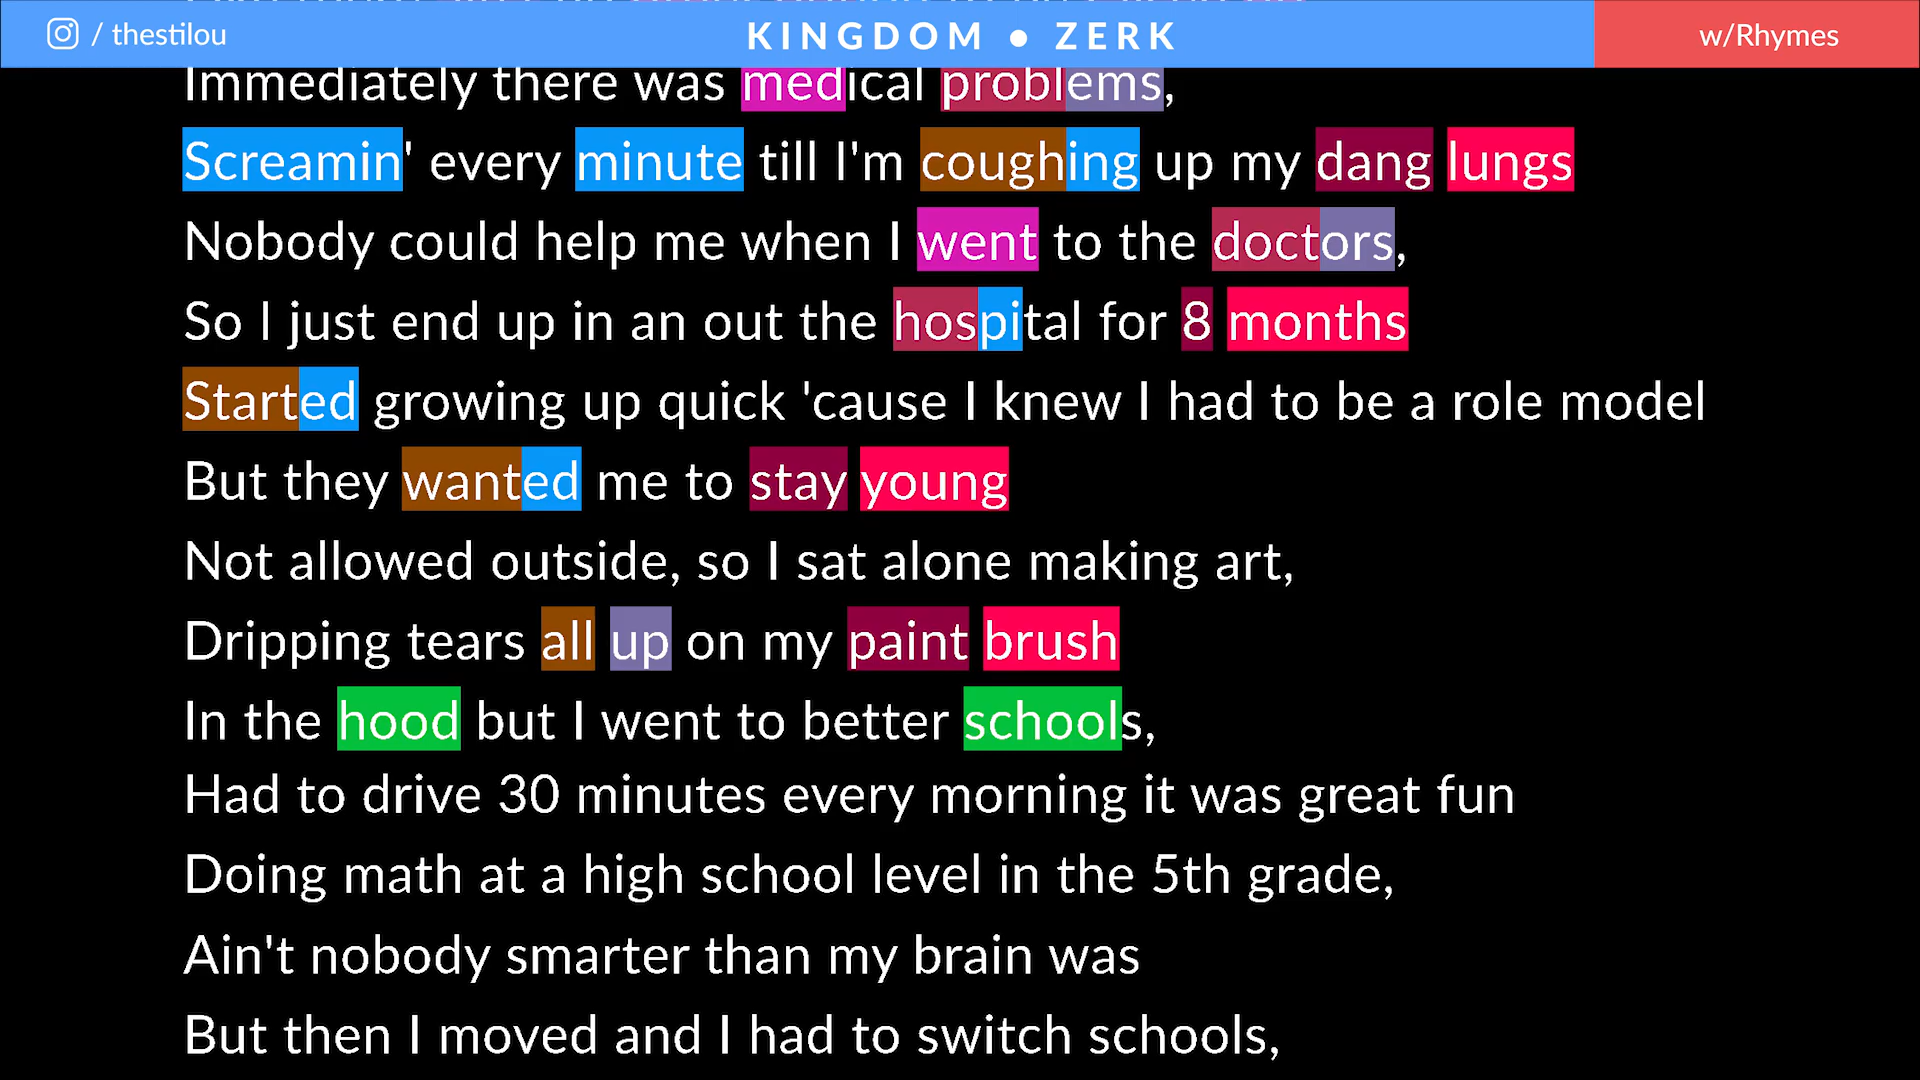 / thestilou
KINGDOM ● ZERK
w/Rhymes
Immediately there was medical problems,
Screamin' every minute till I'm coughing up my dang lungs
Nobody could help me when I went to the doctors,
So I just end up in an out the hospital for 8 months
Started growing up quick 'cause I knew I had to be a role model
But they wanted me to stay young
Not allowed outside, so I sat alone making art,
Dripping tears all up on my paint brush
In the hood but I went to better schools,
Had to drive 30 minutes every morning it was great fun
Doing math at a high school level in the 5th grade,
Ain't nobody smarter than my brain was
But then I moved and I had to switch schools,